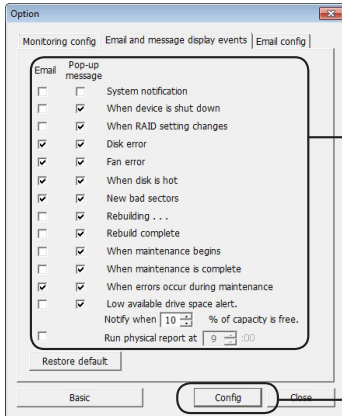 Option
Monitoring config Email and message display events Email config
Email Pop-up message
System notification
When device is shut down
When RAID setting changes
Disk error
Fan error
When disk is hot
New bad sectors
Rebuilding . . .
Rebuild complete
When maintenance begins
When maintenance is complete
When errors occur during maintenance
Low available drive space alert.
Notify when 10 % of capacity is free.
Run physical report at 9 :00
Restore default
Basic Config Close